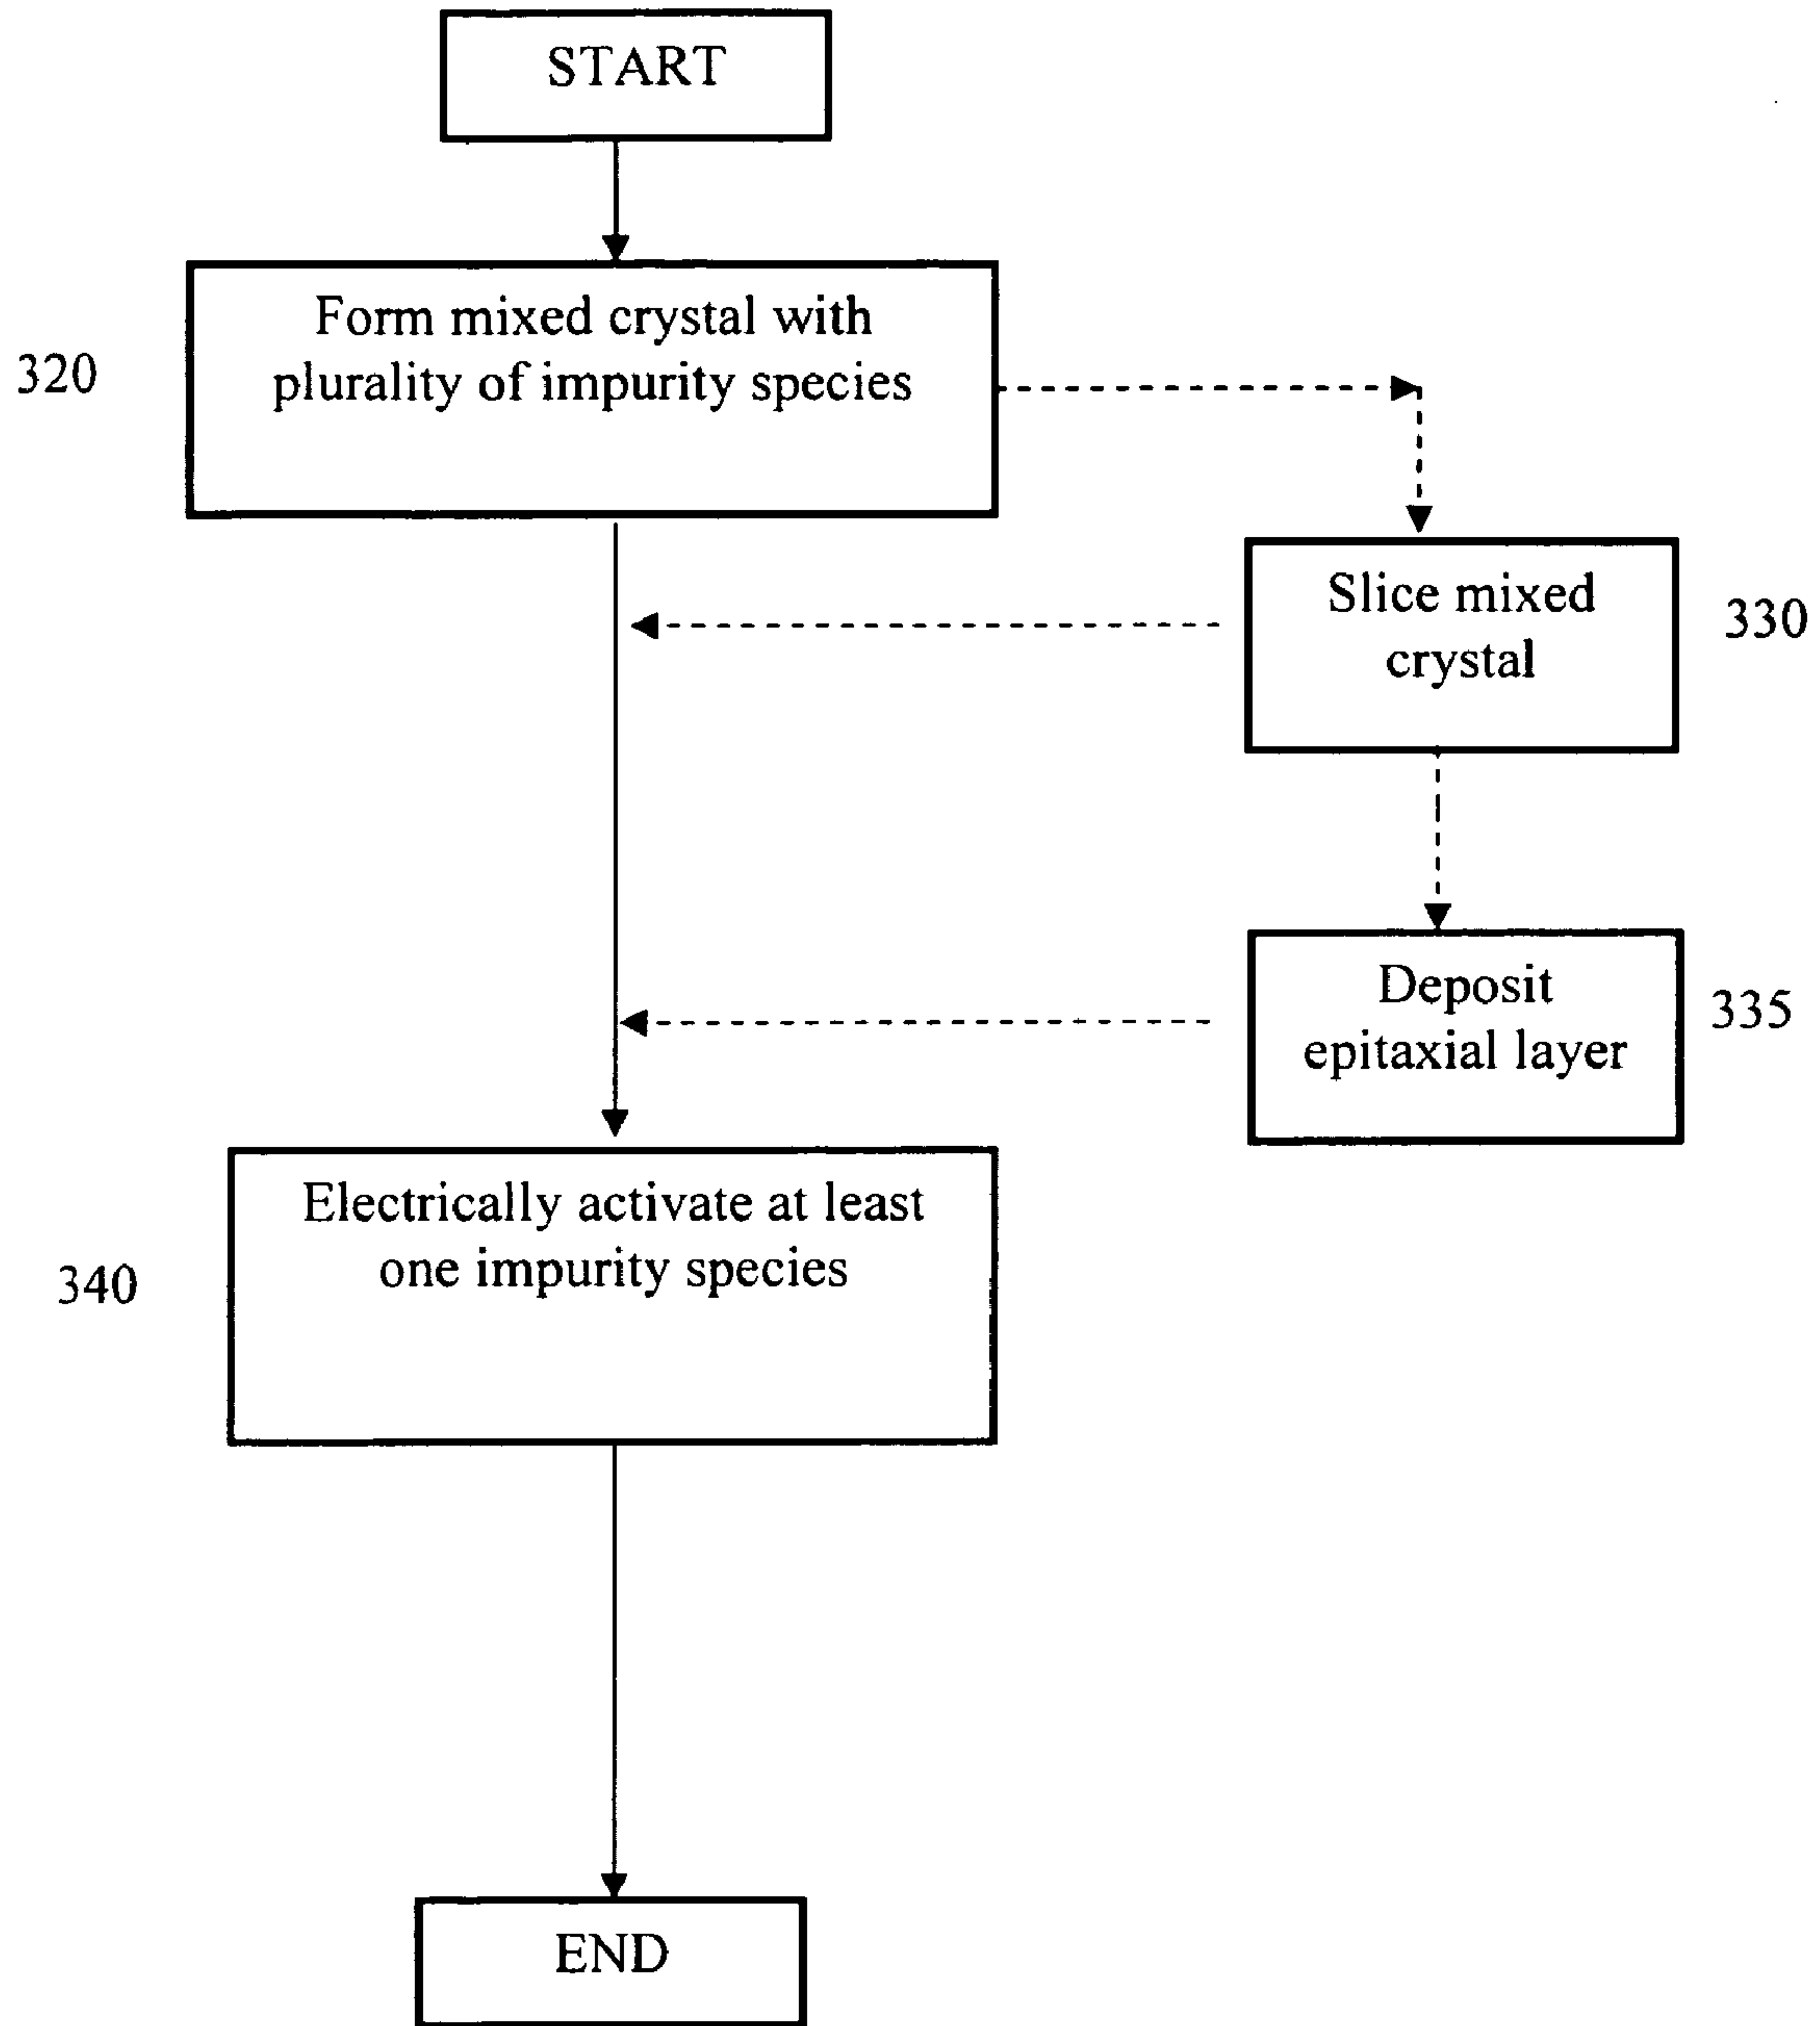 START
Form mixed crystal with
plurality of impurity species
320
Slice mixed
crystal
330
Deposit
epitaxial layer
335
Electrically activate at least
one impurity species
340
END